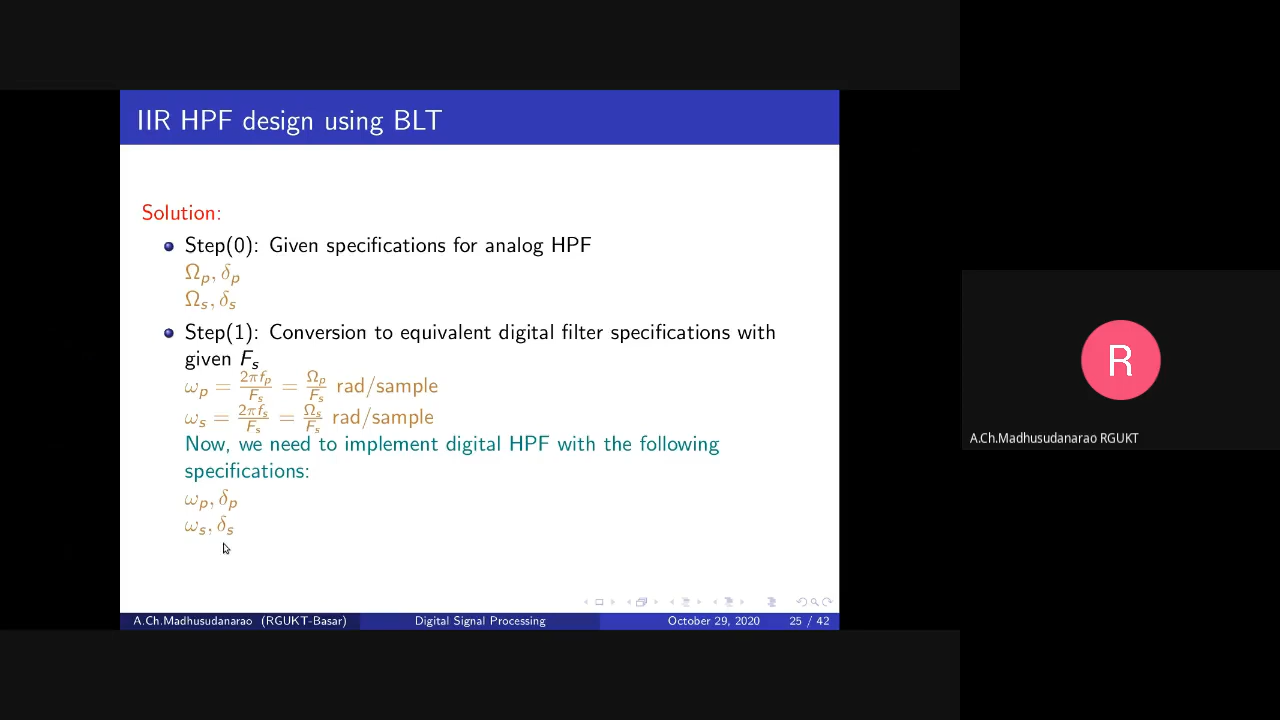 IIR HPF design using BLT
Solution:
Step(0): Given specifications for analog HPF
Ωp, δp
Ωs, δs
Step(1): Conversion to equivalent digital filter specifications with
given Fs
ωp = 2πfp/Fs = Ωp/Fs rad/sample
ωs = 2πfs/Fs = Ωs/Fs rad/sample
Now, we need to implement digital HPF with the following
specifications:
ωp, δp
ωs, δs
A.Ch.Madhusudanarao (RGUKT-Basar) Digital Signal Processing October 29, 2020 25 / 42
R
A.Ch.Madhusudanarao RGUKT